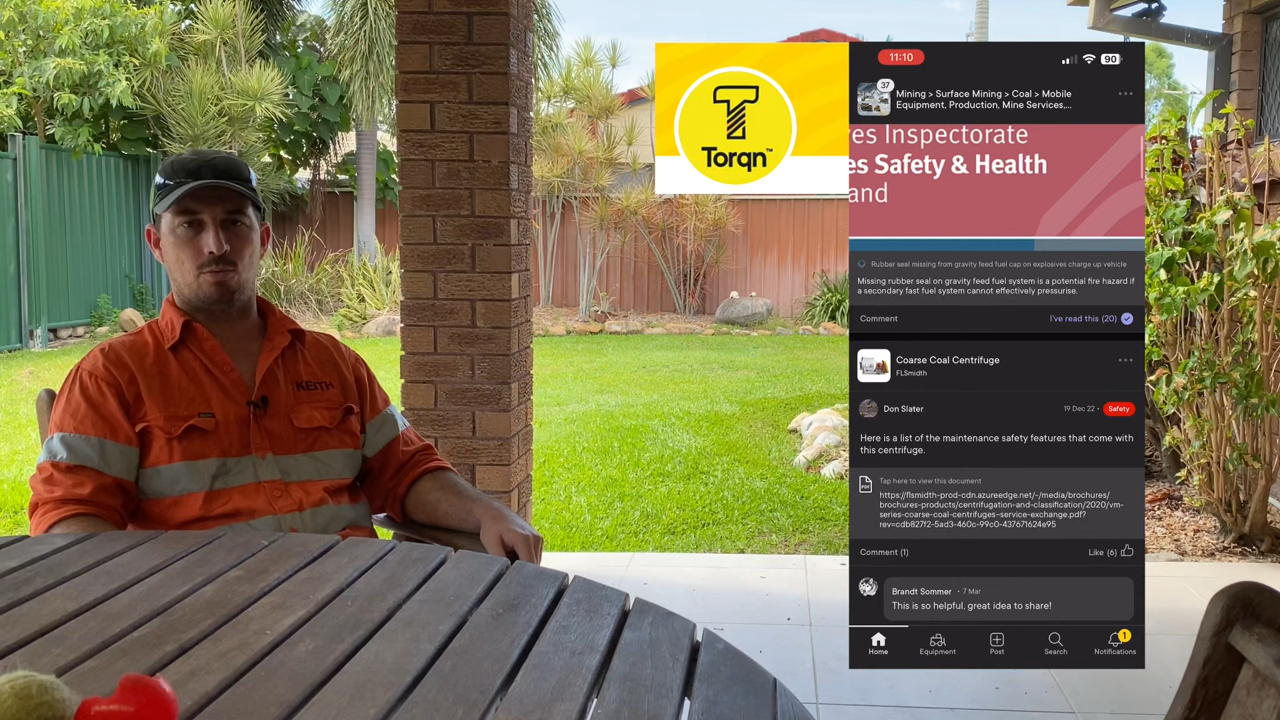 KEITH
Torqn™
11:10
90
37
Mining > Surface Mining > Coal > Mobile
Equipment, Production, Mine Services,...
es Inspectorate
es Safety & Health
and
Rubber seal missing from gravity feed fuel cap on explosives charge up vehicle
Missing rubber seal on gravity feed fuel system is a potential fire hazard if
a secondary fast fuel system cannot effectively pressurise.
Comment
I've read this (20)
Coarse Coal Centrifuge
FLSmidth
Don Slater
19 Dec 22 • Safety
Here is a list of the maintenance safety features that come with
this centrifuge.
PDF
Tap here to view this document
https://flsmidth-prod-cdn.azureedge.net/-/media/brochures/
brochures-products/centrifugation-and-classification/2020/vm-
series-coarse-coal-centrifuges-service-exchange.pdf?
rev=cdb827f2-5ad3-460c-99c0-437671624e95
Comment (1)
Like (6)
Brandt Sommer • 7 Mar
This is so helpful, great idea to share!
Home
Equipment
Post
Search
1
Notifications